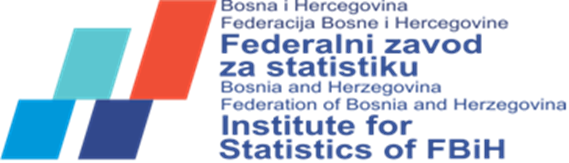 Bosna i Hercegovina
Federacija Bosne i Hercegovine
Federalni zavod
za statistiku
Bosnia and Herzegovina
Federation of Bosnia and Herzegovina
Institute for
Statistics of FBiH